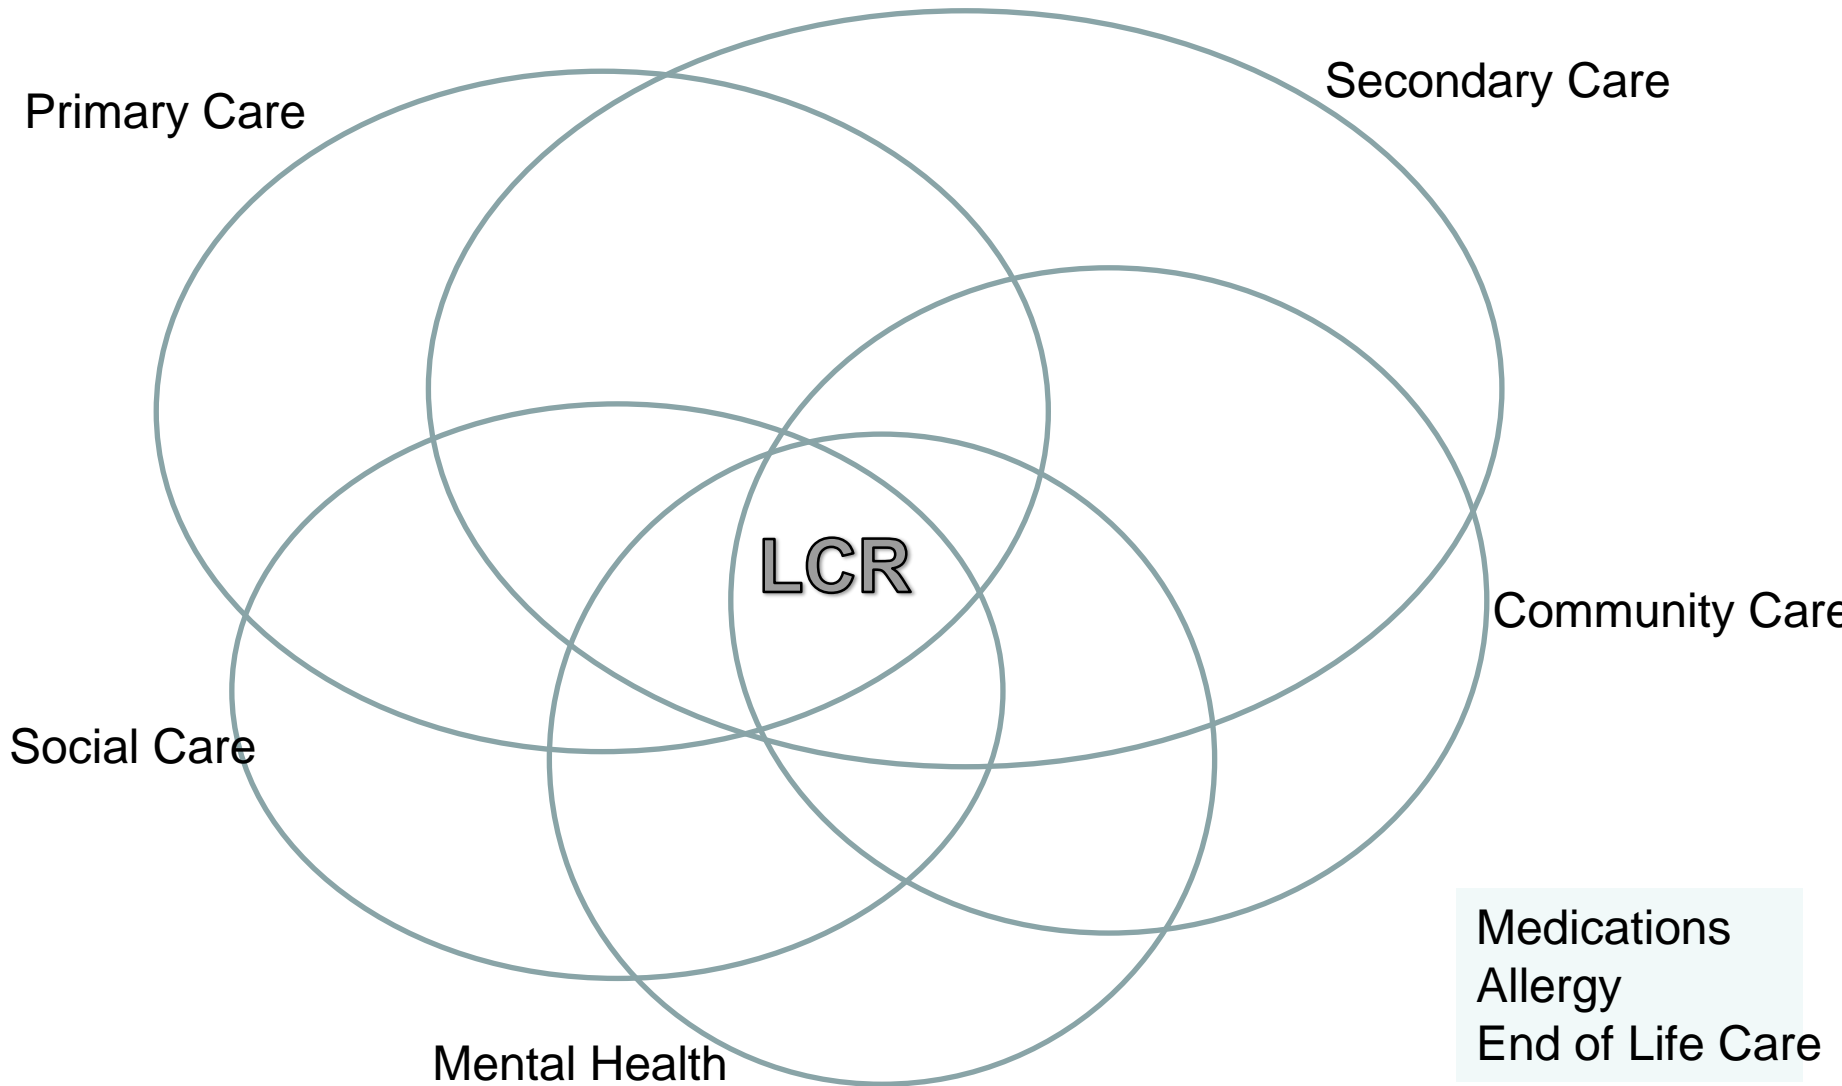 Primary Care
Secondary Care
LCR
Community Care
Social Care
Mental Health
Medications
Allergy
End of Life Care